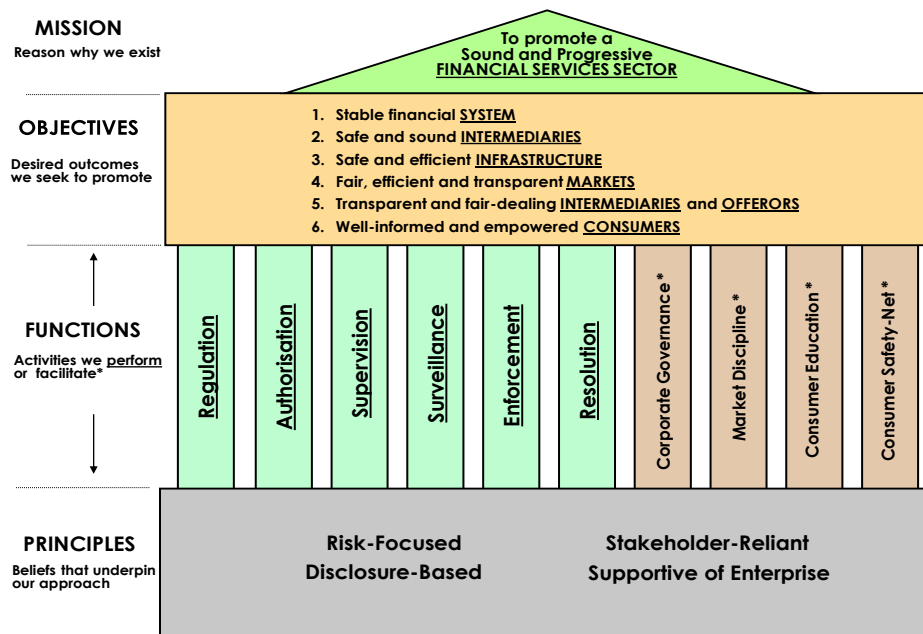 MISSION
Reason why we exist
To promote a
Sound and Progressive
FINANCIAL SERVICES SECTOR
OBJECTIVES
Desired outcomes
we seek to promote
1. Stable financial SYSTEM
2. Safe and sound INTERMEDIARIES
3. Safe and efficient INFRASTRUCTURE
4. Fair, efficient and transparent MARKETS
5. Transparent and fair-dealing INTERMEDIARIES and OFFERORS
6. Well-informed and empowered CONSUMERS
FUNCTIONS
Activities we perform
or facilitate*
Regulation
Authorisation
Supervision
Surveillance
Enforcement
Resolution
Corporate Governance*
Market Discipline*
Consumer Education*
Consumer Safety-Net*
PRINCIPLES
Beliefs that underpin
our approach
Risk-Focused
Disclosure-Based
Stakeholder-Reliant
Supportive of Enterprise